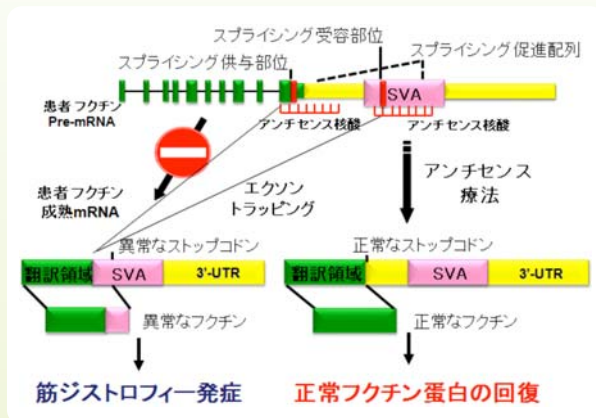 スプライシング受容部位
スプライシング供与部位
スプライシング促進配列
患者 フクチン
Pre-mRNA
SVA
アンチセンス核酸
アンチセンス核酸
患者 フクチン
成熟mRNA
エクソン
トラッピング
アンチセンス
療法
異常なストップコドン
正常なストップコドン
翻訳領域
SVA
3'-UTR
翻訳領域
SVA
3'-UTR
異常なフクチン
正常なフクチン
筋ジストロフィー発症
正常フクチン蛋白の回復